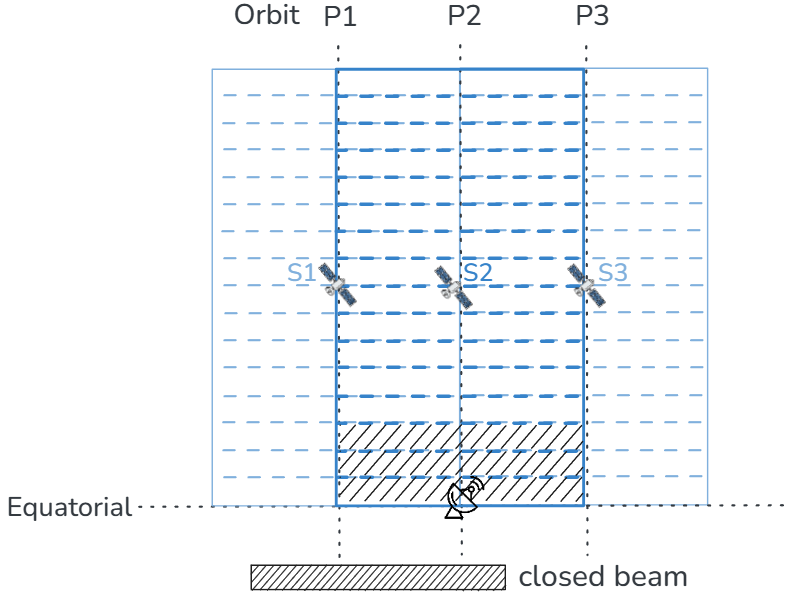 Orbit P1 P2 P3
S1 S2 S3
Equatorial
closed beam